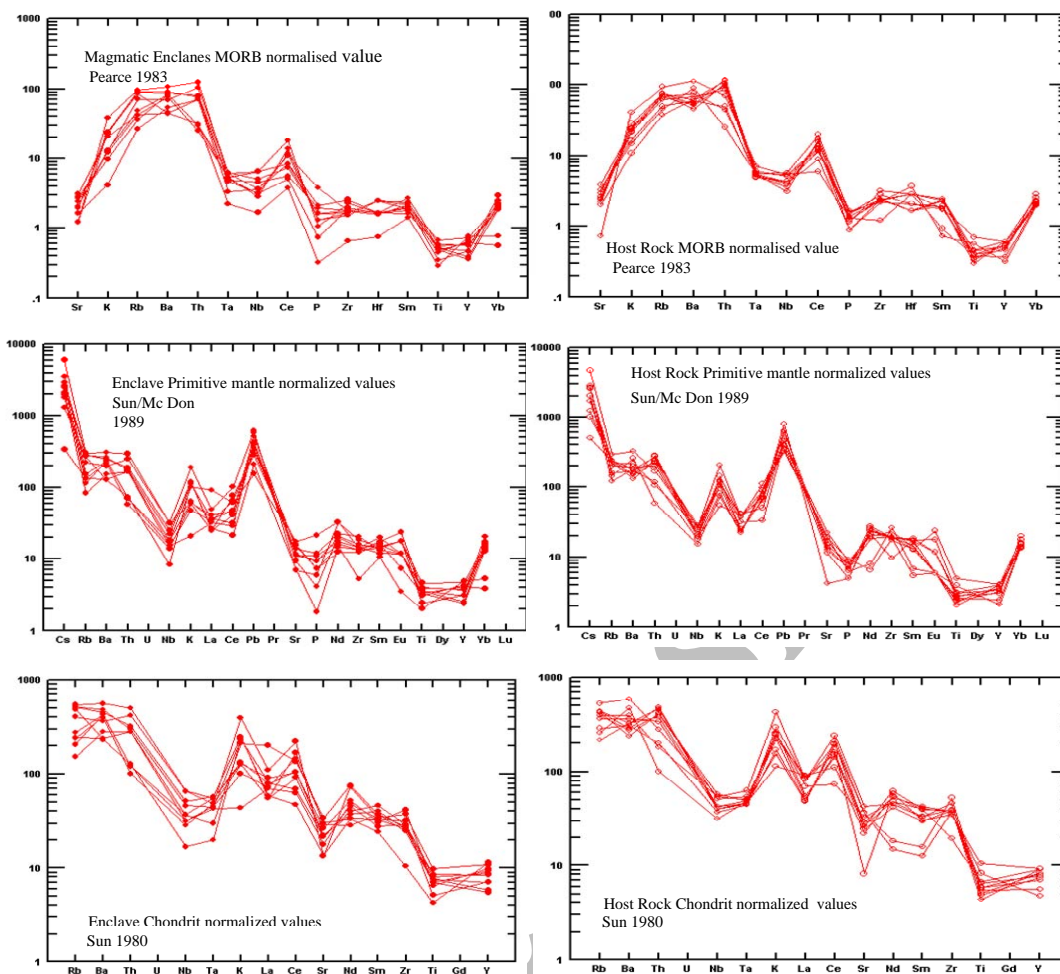 1000
100
10
1
.1
Magmatic Enclanes MORB normalised value
Pearce 1983
Sr K Rb Ba Th Ta Nb Ce P Zr Hf Sm Ti Y Yb
00
00
10
1
.1
Host Rock MORB normalised value
Pearce 1983
Sr K Rb Ba Th Ta Nb Ce P Zr Hf Sm Ti Y Yb
10000
1000
100
10
1
Enclave Primitive mantle normalized values
Sun/Mc Don
1989
Cs Rb Ba Th U Nb K La Ce Pb Pr Sr P Nd Zr Sm Eu Ti Dy Y Yb Lu
10000
1000
100
10
1
Host Rock Primitive mantle normalized values
Sun/Mc Don 1989
Cs Rb Ba Th U Nb K La Ce Pb Pr Sr P Nd Zr Sm Eu Ti Dy Y Yb Lu
1000
100
10
1
Enclave Chondrit normalized values
Sun 1980
Rb Ba Th U Nb Ta K La Ce Sr Nd Sm Zr Ti Gd Y
1000
100
10
1
Host Rock Chondrit normalized values
Sun 1980
Rb Ba Th U Nb Ta K La Ce Sr Nd Sm Zr Ti Gd Y